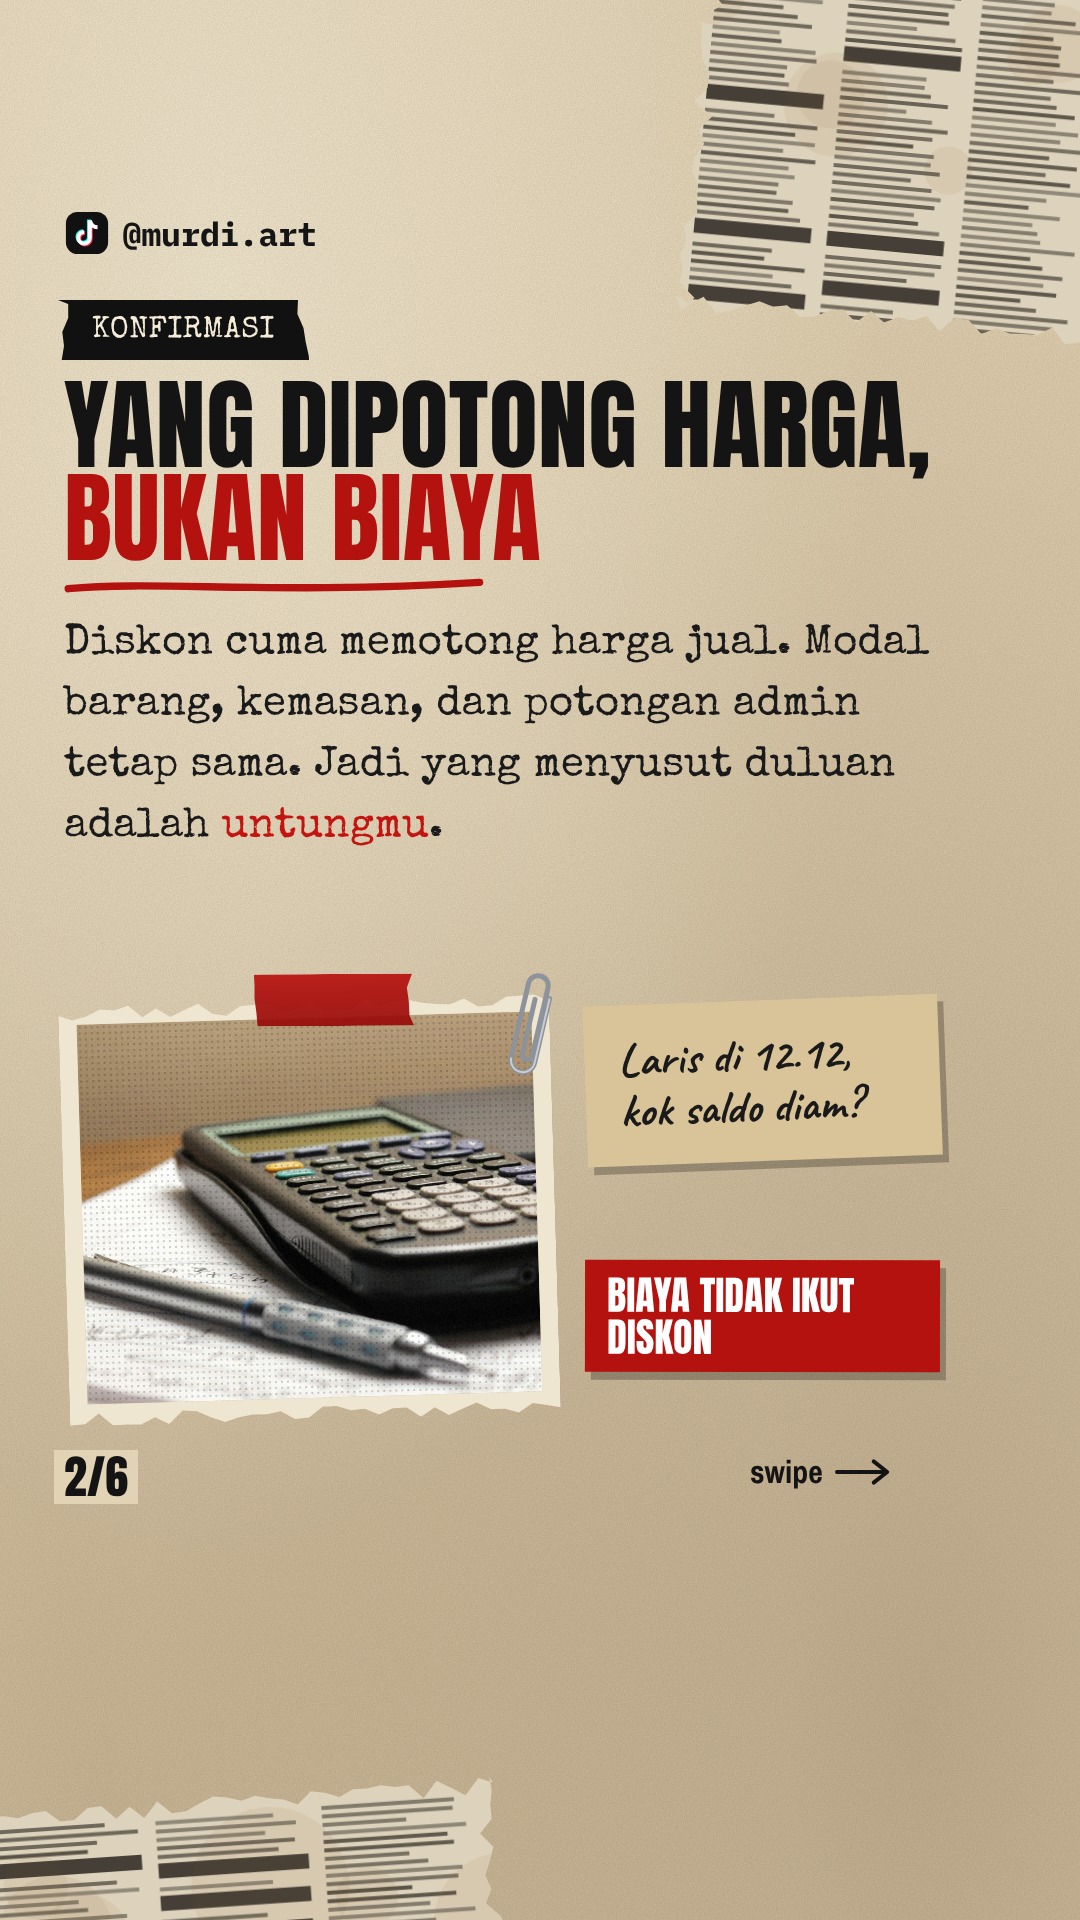 @murdi.art
KONFIRMASI
YANG DIPOTONG HARGA,
BUKAN BIAYA
Diskon cuma memotong harga jual. Modal
barang, kemasan, dan potongan admin
tetap sama. Jadi yang menyusut duluan
adalah untungmu.
Laris di 12.12,
kok saldo diam?
BIAYA TIDAK IKUT
DISKON
2/6
swipe →